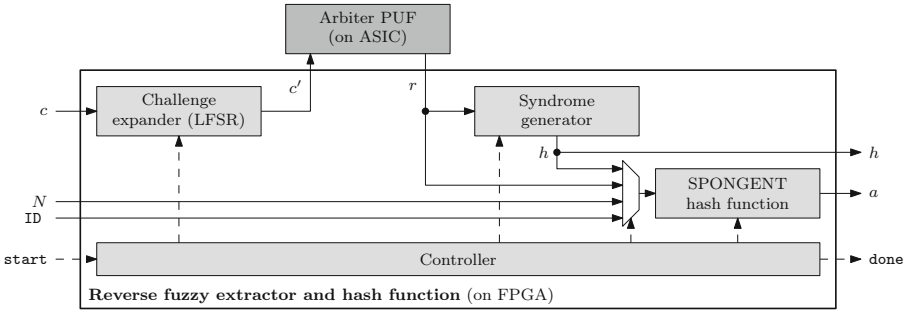 Arbiter PUF
(on ASIC)
c′
r
c
Challenge
expander (LFSR)
Syndrome
generator
h
h
SPONGENT
hash function
a
N
ID
start
Controller
done
Reverse fuzzy extractor and hash function (on FPGA)